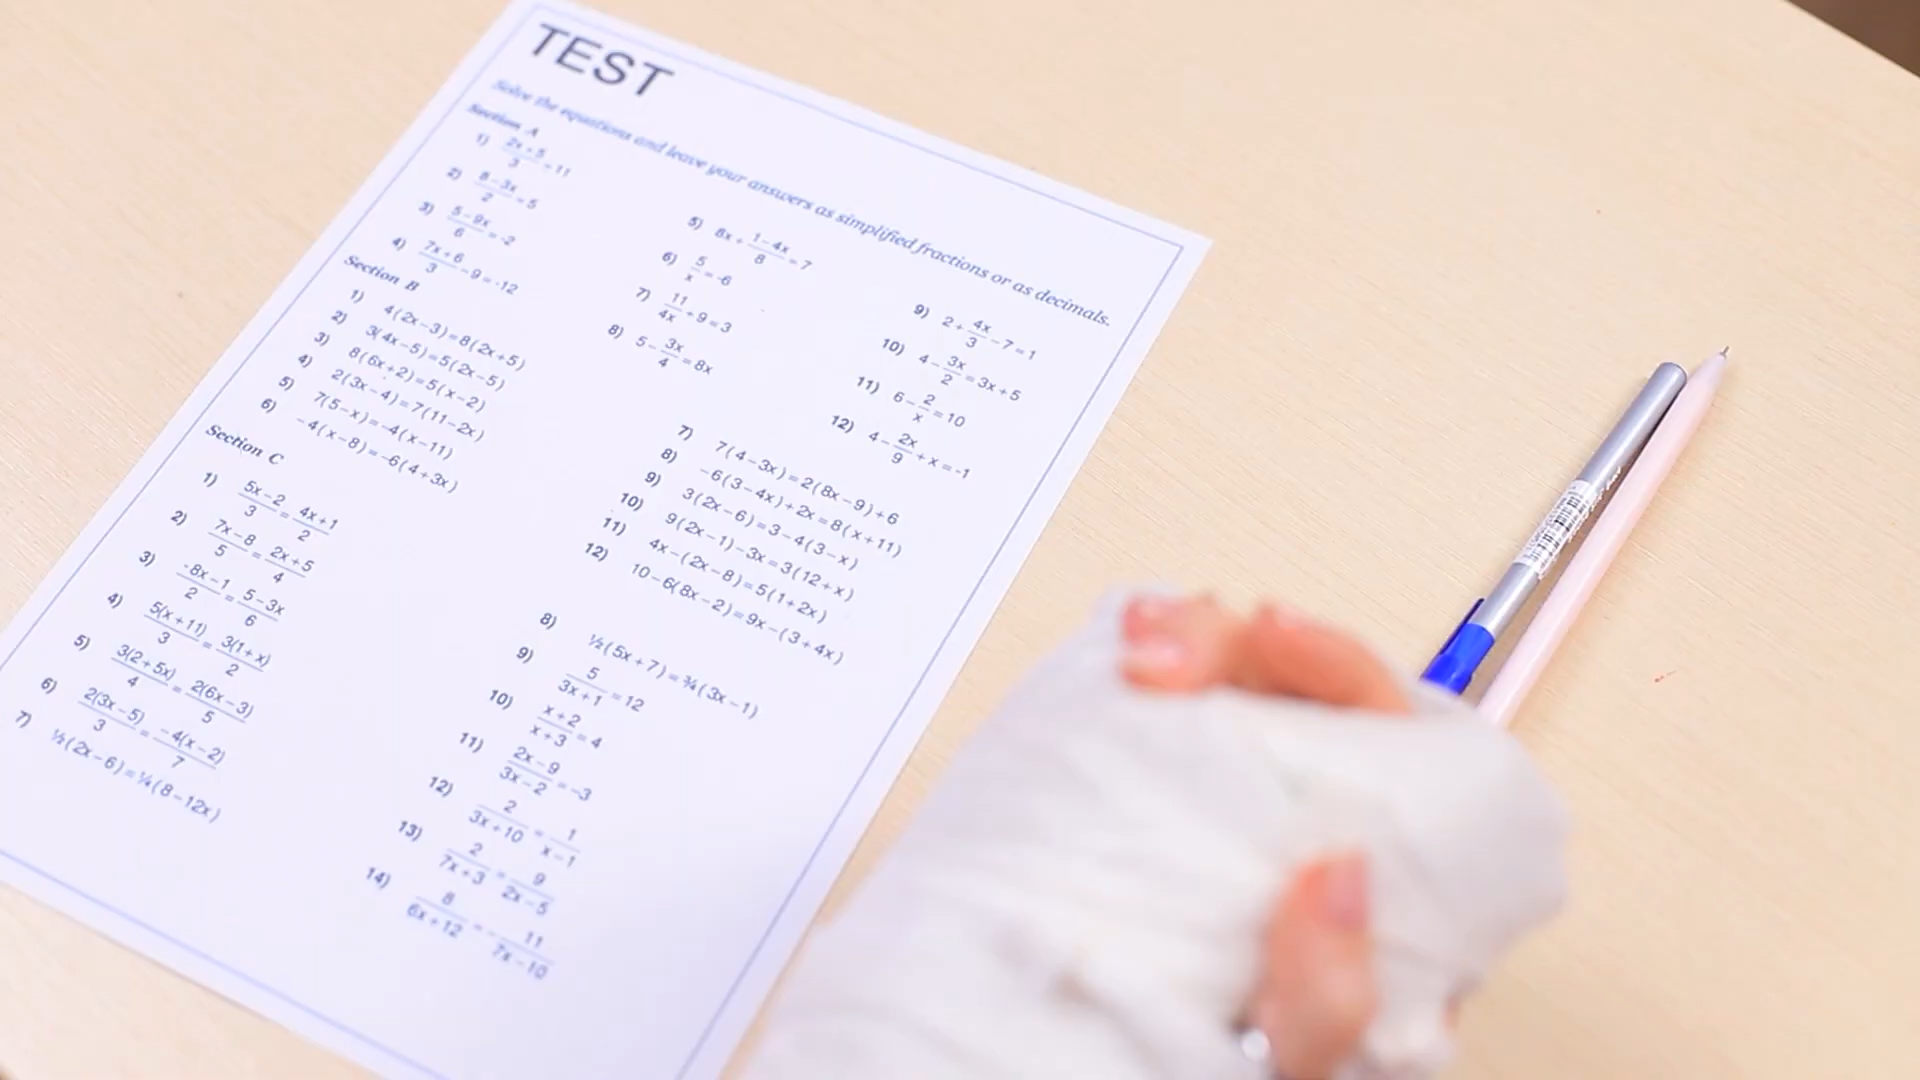 TEST
Solve the equations and leave your answers as simplified fractions or as decimals.
Section A
1) (2x+5)/3 = 11
2) (8-3x)/2 = 5
3) (5-9x)/6 = -2
4) (7x+6)/3 - 9 = -12
5) 8x + (1-4x)/8 = 7
6) 5/x = -6
7) 11/4x + 9 = 3
8) 5 - 3x/4 = 8x
9) 2 + 4x/3 - 7 = 1
10) 4 - 3x/2 = 3x+5
11) 6 - 2/x = 10
12) 4 - 2x/9 + x = -1
Section B
1) 4(2x-3)=8(2x+5)
2) 3(4x-5)=5(2x-5)
3) 8(6x+2)=5(x-2)
4) 2(3x-4)=7(11-2x)
5) 7(5-x)=-4(x-11)
6) -4(x-8)=-6(4+3x)
7) 7(4-3x)=2(8x-9)+6
8) -6(3-4x)+2x=8(x+11)
9) 3(2x-6)=3-4(3-x)
10) 9(2x-1)-3x=3(12+x)
11) 4x-(2x-8)=5(1+2x)
12) 10-6(8x-2)=9x-(3+4x)
Section C
1) (5x-2)/3 = (4x+1)/2
2) (7x-8)/5 = (2x+5)/4
3) (-8x-1)/2 = (5-3x)/6
4) 5(x+11)/3 = 3(1+x)/2
5) 3(2+5x)/4 = 2(6x-3)/5
6) 2(3x-5)/3 = -4(x-2)/7
7) ½(2x-6)=¼(8-12x)
8) ½(5x+7)=¾(3x-1)
9) 5/(3x+1) = 12
10) (x+2)/(x+3) = 4
11) (2x-9)/(3x-2) = -3
12) 2/(3x+10) = 1/(x-1)
13) 2/(7x+3) = 9/(2x-5)
14) 8/(6x+12) = - 11/(7x-10)